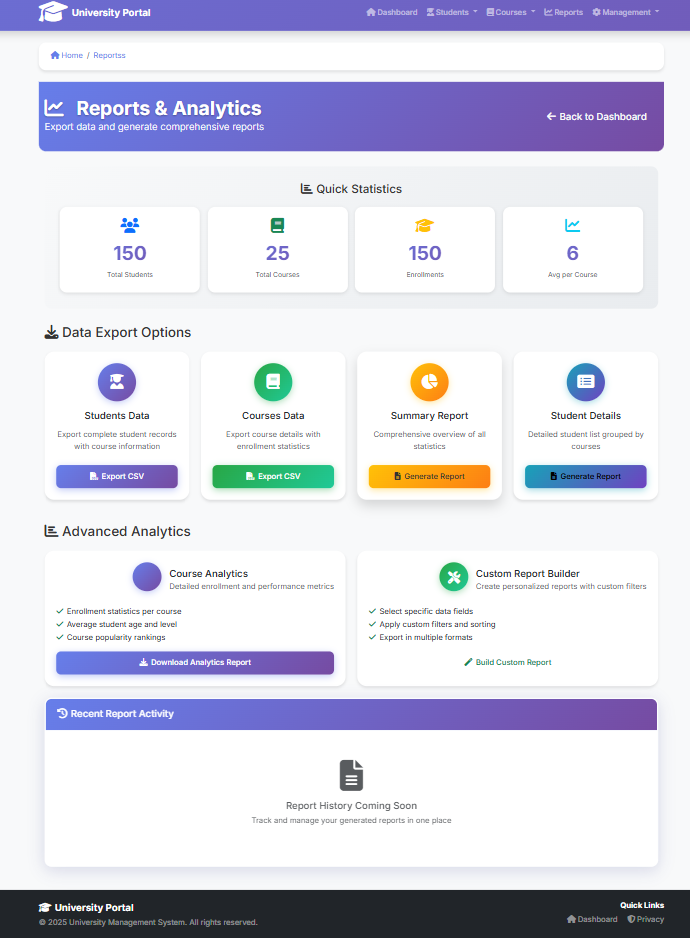 University Portal
Dashboard Students Courses Reports Management
Home / Reportss
Reports & Analytics
Export data and generate comprehensive reports
Back to Dashboard
Quick Statistics
150 25 150 6
Total Students Total Courses Enrollments Avg per Course
Data Export Options
Students Data
Export complete student records
with course information
Export CSV
Courses Data
Export course details with
enrollment statistics
Export CSV
Summary Report
Comprehensive overview of all
statistics
Generate Report
Student Details
Detailed student list grouped by
courses
Generate Report
Advanced Analytics
Course Analytics
Detailed enrollment and performance metrics
Enrollment statistics per course
Average student age and level
Course popularity rankings
Download Analytics Report
Custom Report Builder
Create personalized reports with custom filters
Select specific data fields
Apply custom filters and sorting
Export in multiple formats
Build Custom Report
Recent Report Activity
Report History Coming Soon
Track and manage your generated reports in one place
University Portal
© 2025 University Management System. All rights reserved.
Quick Links
Dashboard Privacy